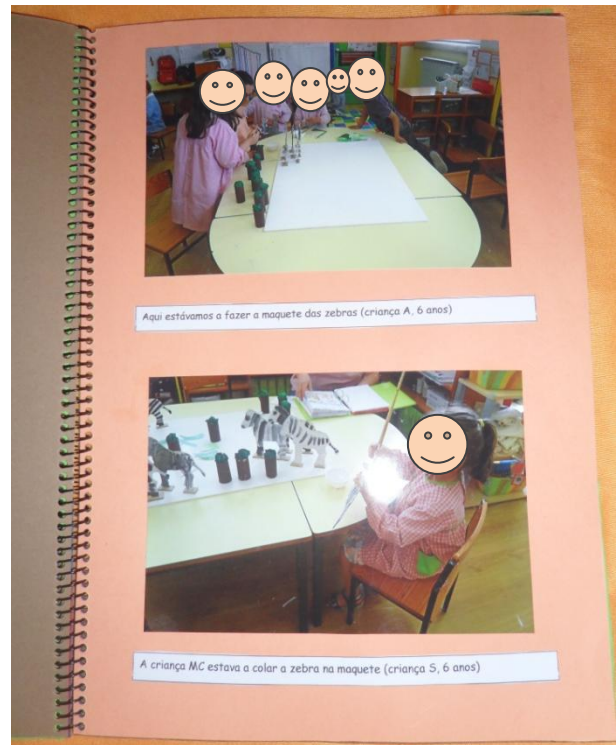 Aqui estávamos a fazer a maquete das zebras (criança A, 6 anos)
A criança MC estava a colar a zebra na maquete (criança S, 6 anos)